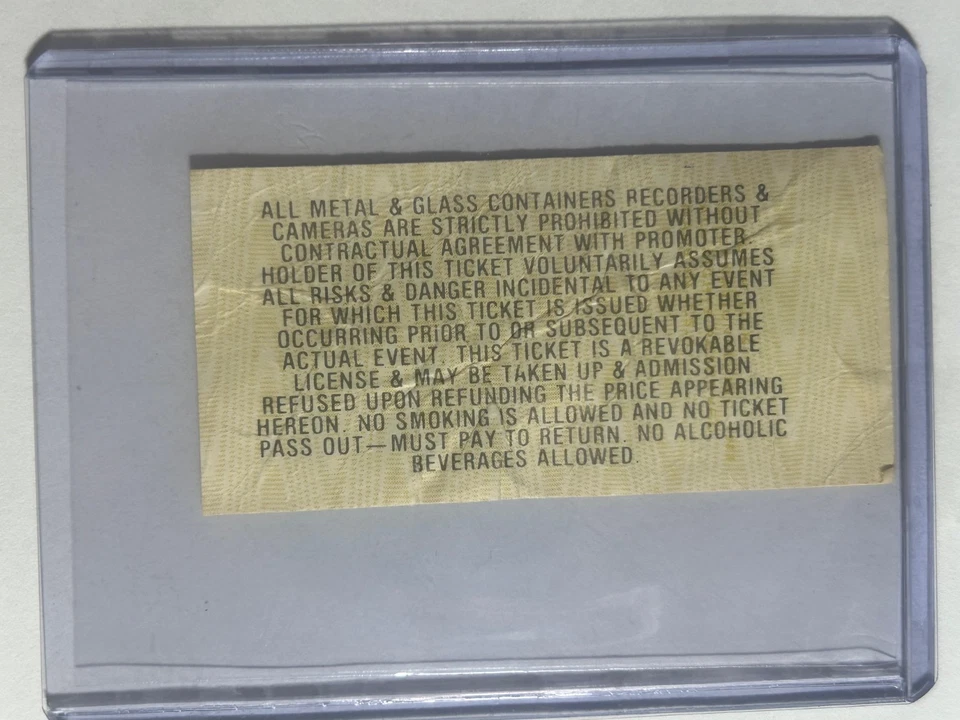 ALL METAL & GLASS CONTAINERS RECORDERS &
CAMERAS ARE STRICTLY PROHIBITED WITHOUT
CONTRACTUAL AGREEMENT WITH PROMOTER.
HOLDER OF THIS TICKET VOLUNTARILY ASSUMES
ALL RISKS & DANGER INCIDENTAL TO ANY EVENT
FOR WHICH THIS TICKET IS ISSUED WHETHER
OCCURRING PRIOR TO OR SUBSEQUENT TO THE
ACTUAL EVENT. THIS TICKET IS A REVOKABLE
LICENSE & MAY BE TAKEN UP & ADMISSION
REFUSED UPON REFUNDING THE PRICE APPEARING
HEREON. NO SMOKING IS ALLOWED AND NO TICKET
PASS OUT—MUST PAY TO RETURN. NO ALCOHOLIC
BEVERAGES ALLOWED.